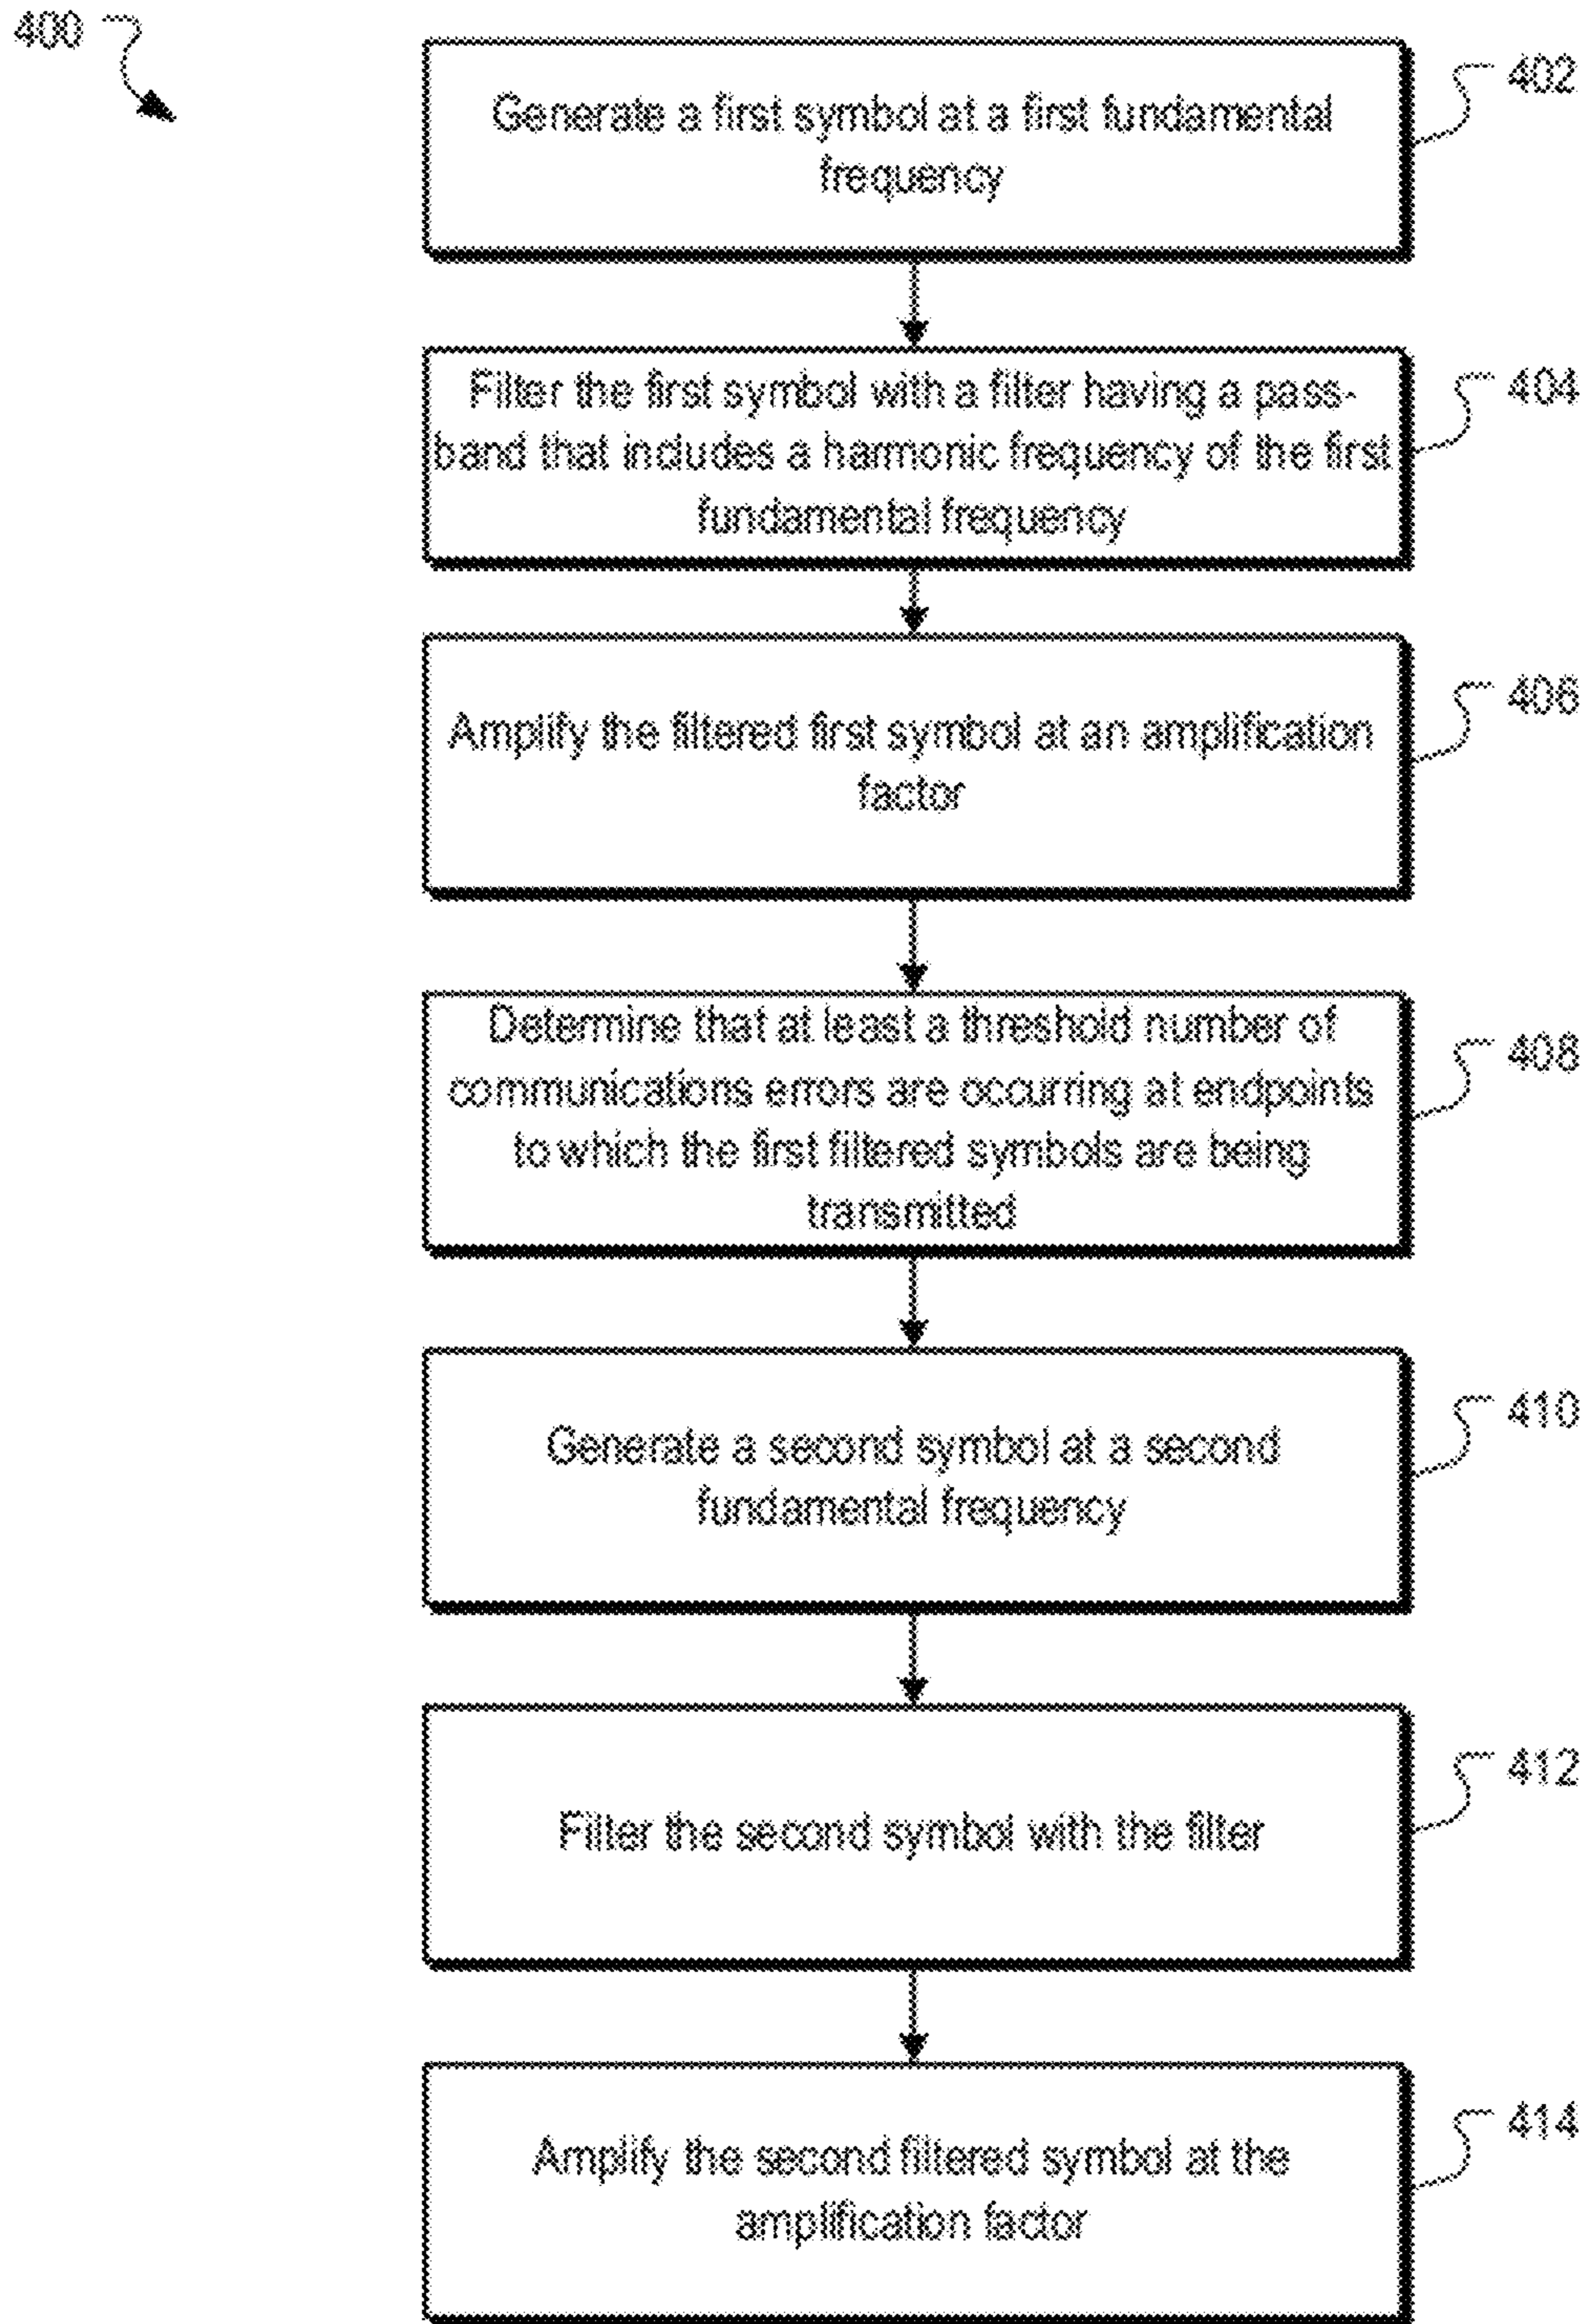 400
Generate a first symbol at a first fundamental
frequency
402
Filter the first symbol with a filter having a pass-
band that includes a harmonic frequency of the first
fundamental frequency
404
Amplify the filtered first symbol at an amplification
factor
406
Determine that at least a threshold number of
communications errors are occurring at endpoints
to which the first filtered symbols are being
transmitted
408
Generate a second symbol at a second
fundamental frequency
410
Filter the second symbol with the filter
412
Amplify the second filtered symbol at the
amplification factor
414